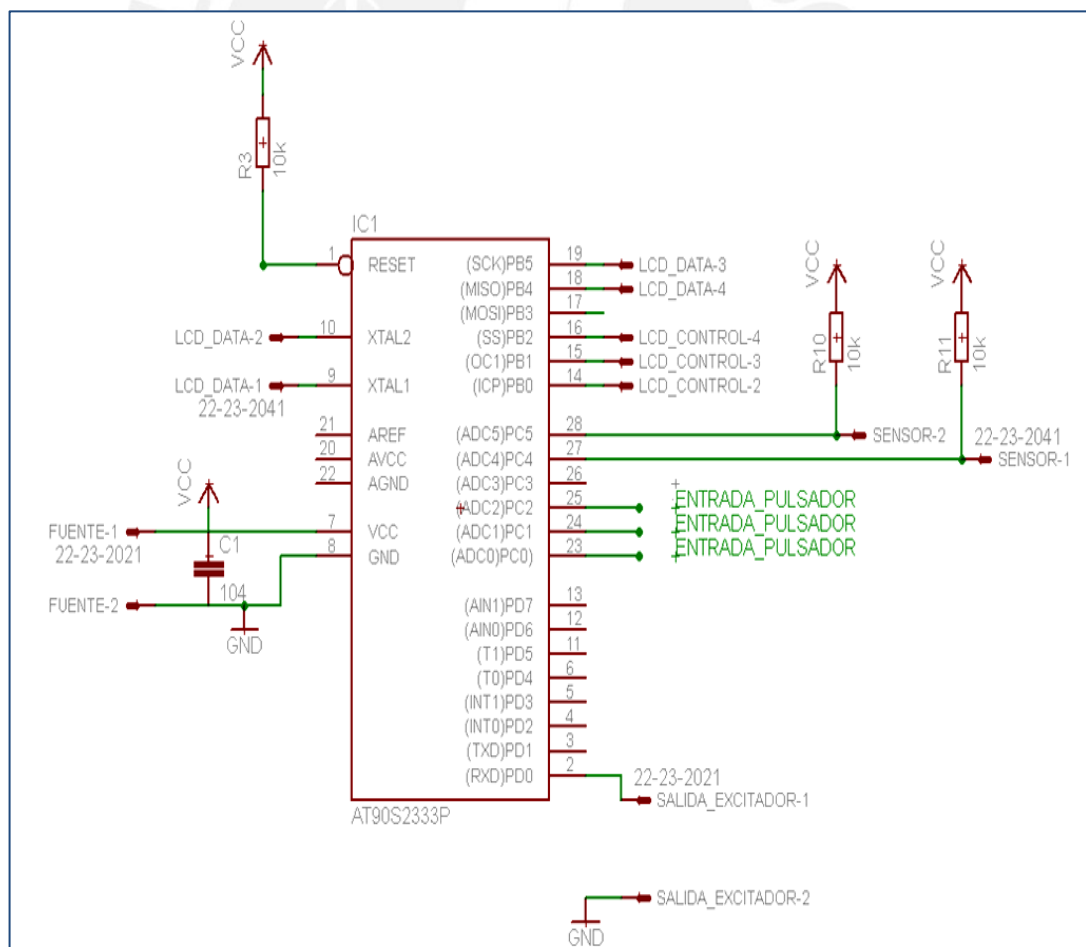 VCC
R3
10k
IC1
1
RESET
(SCK)PB5
19
LCD_DATA-3
(MISO)PB4
18
LCD_DATA-4
(MOSI)PB3
17
LCD_DATA-2
10
XTAL2
(SS)PB2
16
LCD_CONTROL-4
(OC1)PB1
15
LCD_CONTROL-3
LCD_DATA-1
9
XTAL1
(ICP)PB0
14
LCD_CONTROL-2
22-23-2041
VCC
R10
10k
VCC
R11
10k
21
AREF
(ADC5)PC5
28
SENSOR-2
22-23-2041
20
AVCC
(ADC4)PC4
27
SENSOR-1
22
AGND
(ADC3)PC3
26
(ADC2)PC2
25
ENTRADA_PULSADOR
VCC
FUENTE-1
7
VCC
(ADC1)PC1
24
ENTRADA_PULSADOR
22-23-2021
C1
8
GND
(ADC0)PC0)
23
ENTRADA_PULSADOR
104
FUENTE-2
GND
(AIN1)PD7
13
(AIN0)PD6
12
(T1)PD5
11
(T0)PD4
6
(INT1)PD3
5
(INT0)PD2
4
(TXD)PD1
3
(RXD)PD0
2
22-23-2021
SALIDA_EXCITADOR-1
AT90S2333P
SALIDA_EXCITADOR-2
GND